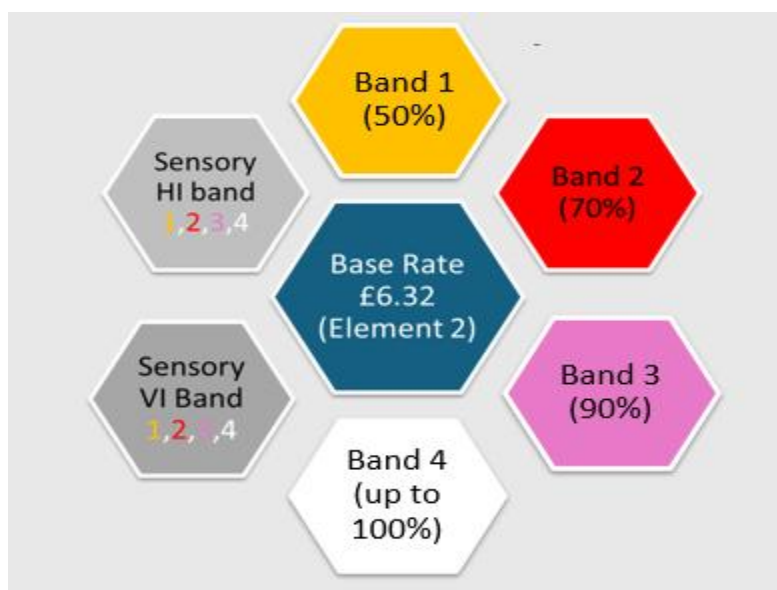 Band 1
(50%)
Sensory
HI band
1,2,3,4
Band 2
(70%)
Base Rate
£6.32
(Element 2)
Sensory
VI Band
1,2,3,4
Band 3
(90%)
Band 4
(up to
100%)